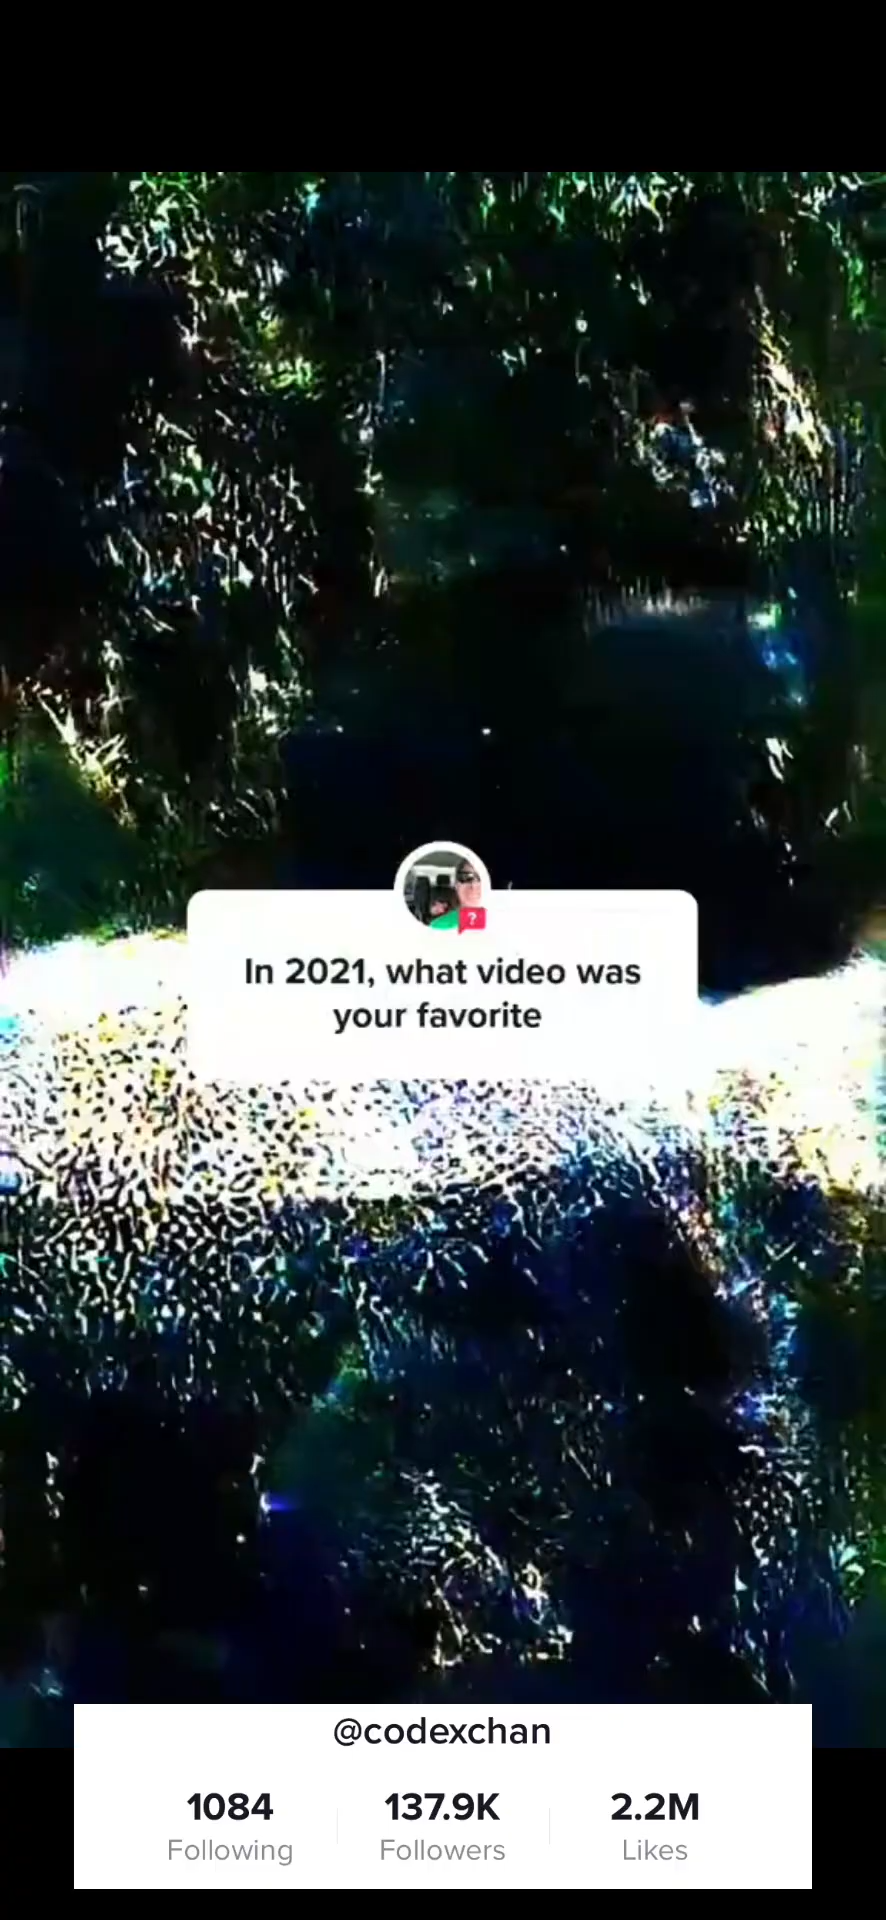 ?
In 2021, what video was
your favorite
@codexchan
1084 137.9K 2.2M
Following Followers Likes